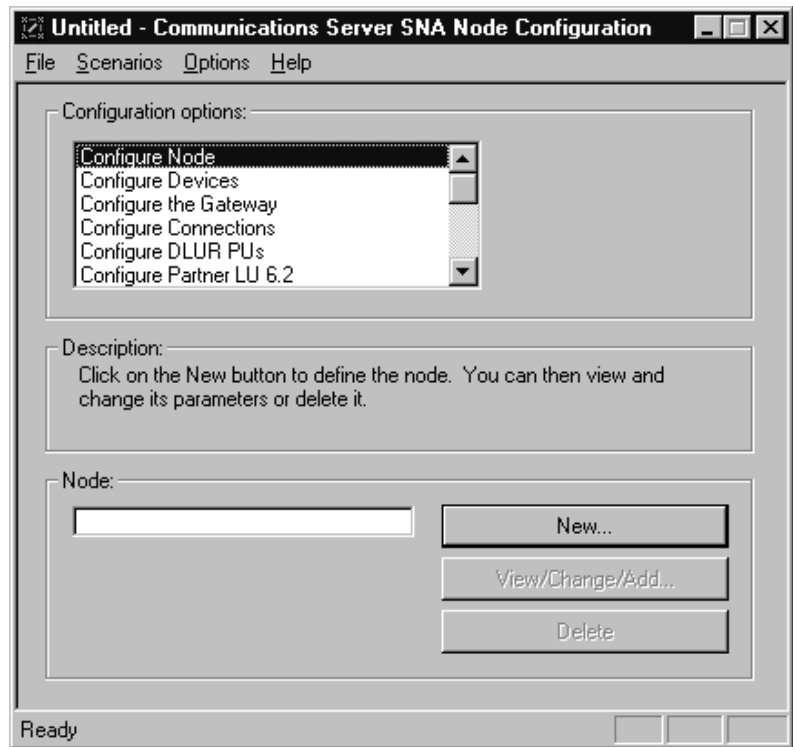 Untitled - Communications Server SNA Node Configuration
File Scenarios Options Help
Configuration options:
Configure Node
Configure Devices
Configure the Gateway
Configure Connections
Configure DLUR PUs
Configure Partner LU 6.2
Description:
Click on the New button to define the node. You can then view and
change its parameters or delete it.
Node:
New...
View/Change/Add...
Delete
Ready